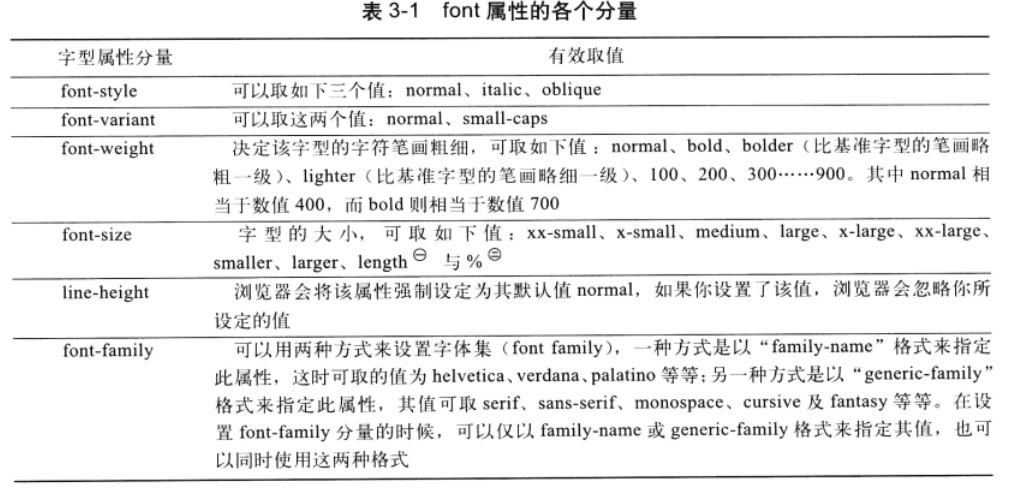 表 3-1 font 属性的各个分量
字型属性分量 有效取值
font-style 可以取如下三个值：normal、italic、oblique
font-variant 可以取这两个值：normal、small-caps
font-weight 决定该字型的字符笔画粗细，可取如下值：normal、bold、bolder（比基准字型的笔画略
粗一级）、lighter（比基准字型的笔画略细一级）、100、200、300……900。其中 normal 相
当于数值 400，而 bold 则相当于数值 700
font-size 字型的大小，可取如下值：xx-small、x-small、medium、large、x-large、xx-large、
smaller、larger、length㊀ 与 %㊁
line-height 浏览器会将该属性强制设定为其默认值 normal，如果你设置了该值，浏览器会忽略你所
设定的值
font-family 可以用两种方式来设置字体集（font family），一种方式是以“family-name”格式来指定
此属性，这时可取的值为 helvetica、verdana、palatino 等等；另一种方式是以“generic-family”
格式来指定此属性，其值可取 serif、sans-serif、monospace、cursive 及 fantasy 等等。在设
置 font-family 分量的时候，可以仅以 family-name 或 generic-family 格式来指定其值，也可
以同时使用这两种格式